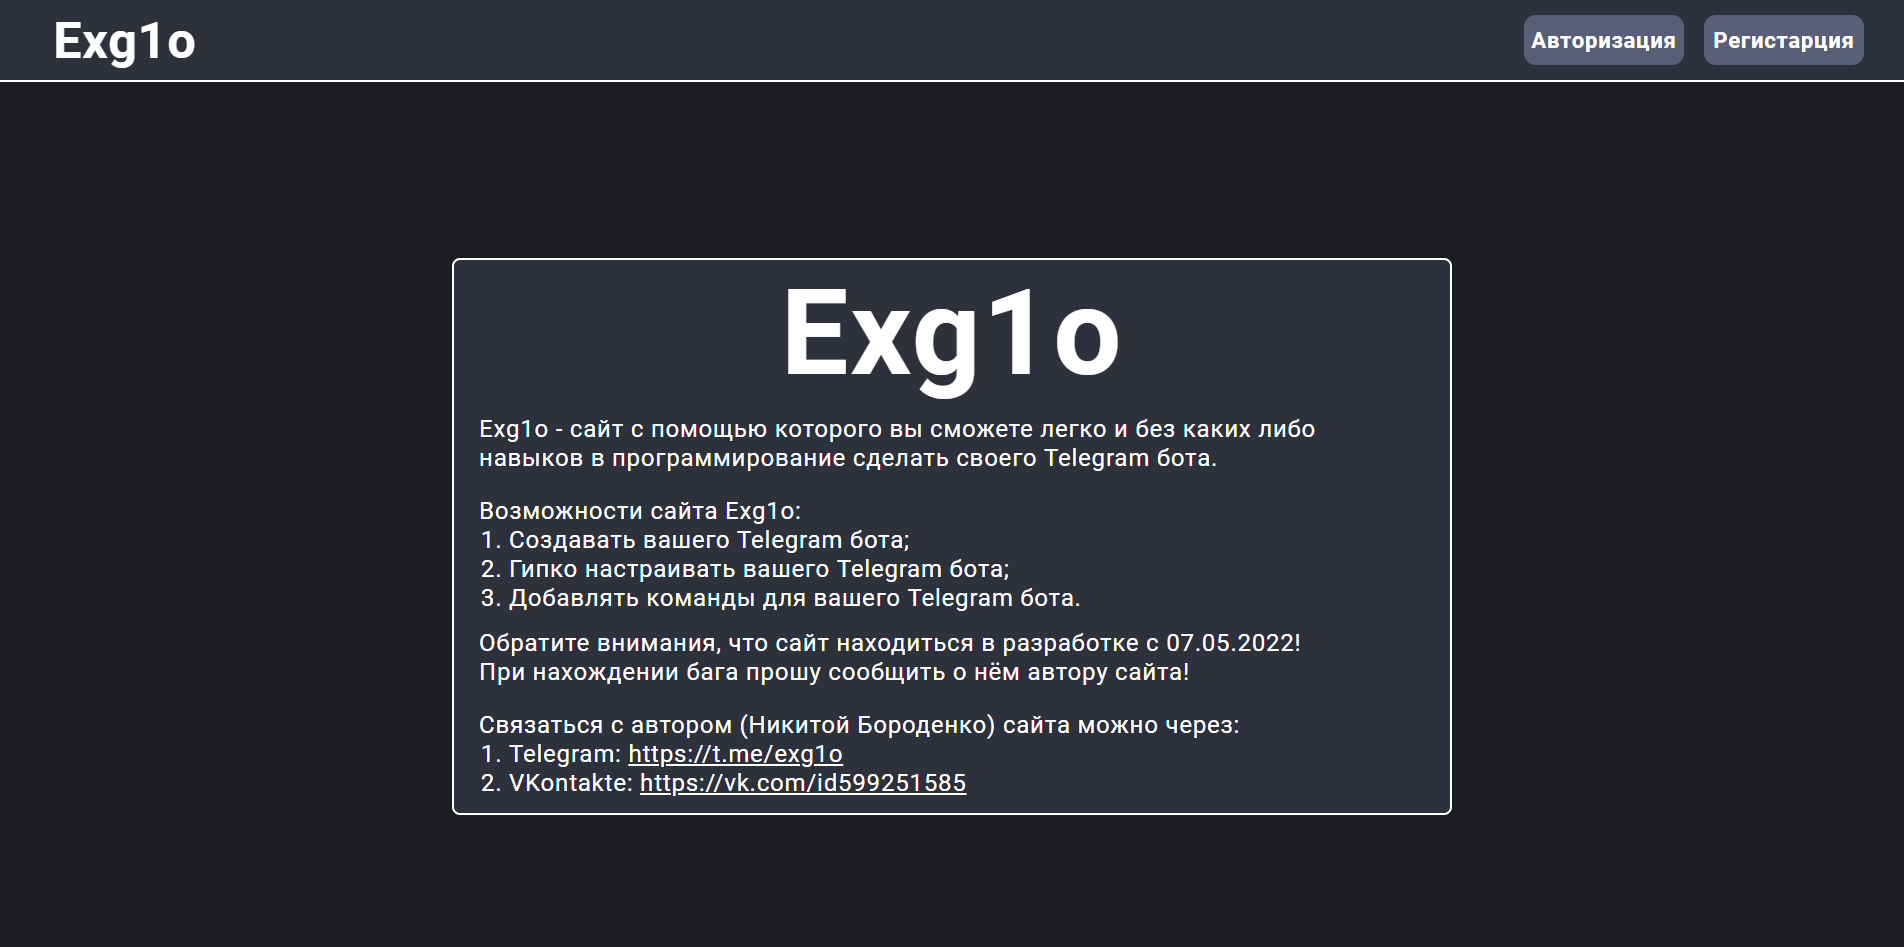 Exg1o
Авторизация
Регистарция
Exg1o
Exg1o - сайт с помощью которого вы сможете легко и без каких либо
навыков в программирование сделать своего Telegram бота.
Возможности сайта Exg1o:
1. Создавать вашего Telegram бота;
2. Гипко настраивать вашего Telegram бота;
3. Добавлять команды для вашего Telegram бота.
Обратите внимания, что сайт находиться в разработке с 07.05.2022!
При нахождении бага прошу сообщить о нём автору сайта!
Связаться с автором (Никитой Бороденко) сайта можно через:
1. Telegram: https://t.me/exg1o
2. VKontakte: https://vk.com/id599251585